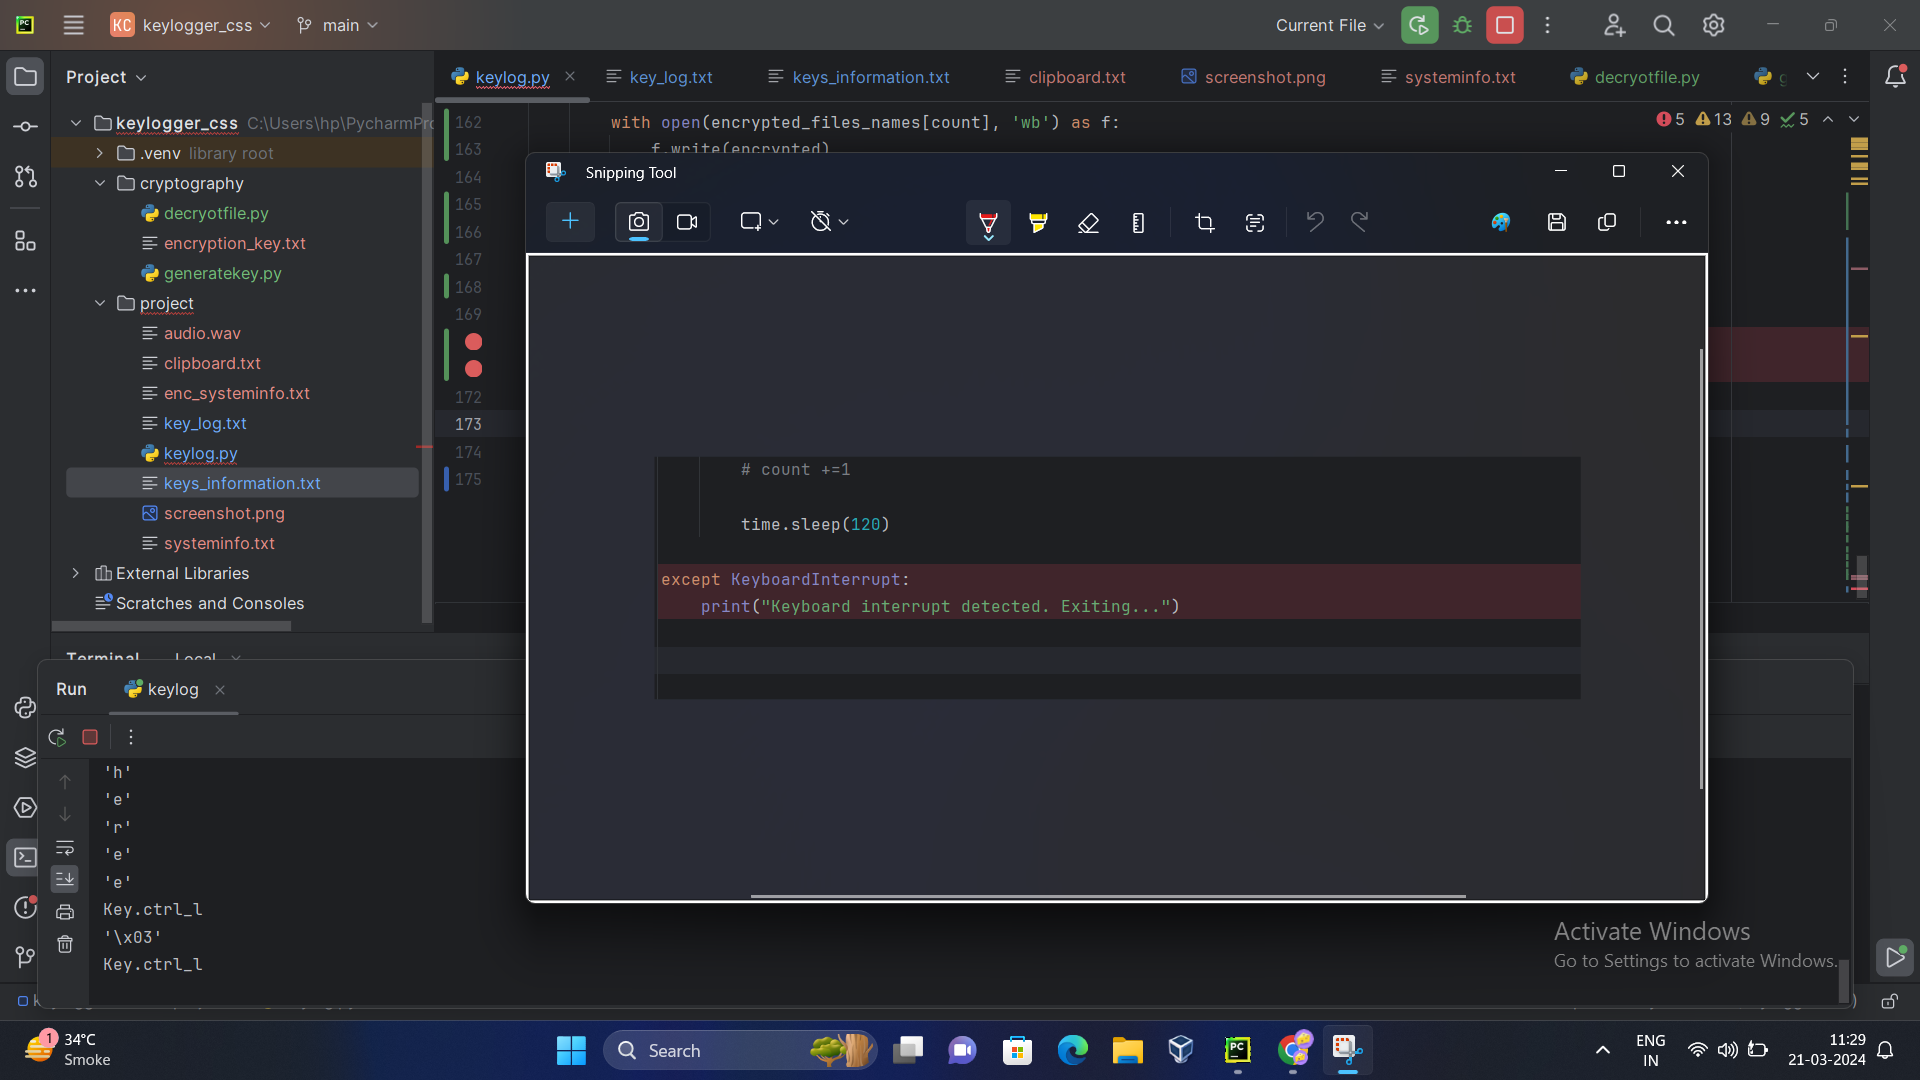 KC keylogger_css main Current File
Project
keylog.py key_log.txt keys_information.txt clipboard.txt screenshot.png systeminfo.txt decryotfile.py
keylogger_css C:\Users\hp\PycharmPr
.venv library root
cryptography
decryotfile.py
encryption_key.txt
generatekey.py
project
audio.wav
clipboard.txt
enc_systeminfo.txt
key_log.txt
keylog.py
keys_information.txt
screenshot.png
systeminfo.txt
External Libraries
Scratches and Consoles
162 with open(encrypted_files_names[count], 'wb') as f:
5 13 9 5
163 f.write(encrypted)
164
165
166
167
168
169
172
173
174
175
Snipping Tool
# count +=1
time.sleep(120)
except KeyboardInterrupt:
print("Keyboard interrupt detected. Exiting...")
Terminal Local
Run keylog
'h'
'e'
'r'
'e'
'e'
Key.ctrl_l
'\x03'
Key.ctrl_l
Activate Windows
Go to Settings to activate Windows.
1
34°C
Smoke
Search
PC
ENG
IN
11:29
21-03-2024